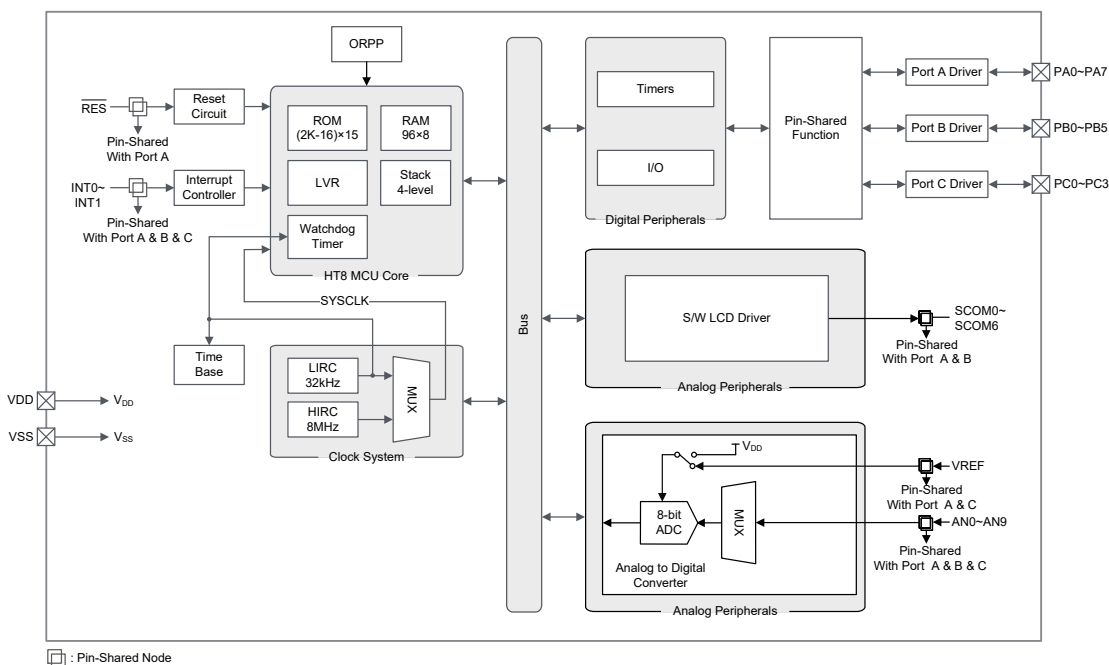 ORPP
RES
Reset
Circuit
Pin-Shared
With Port A
INT0~
INT1
Interrupt
Controller
Pin-Shared
With Port A & B & C
ROM
(2K-16)×15
RAM
96×8
LVR
Stack
4-level
Watchdog
Timer
HT8 MCU Core
SYSCLK
Time
Base
LIRC
32kHz
HIRC
8MHz
MUX
Clock System
VDD
VDD
VSS
VSS
Bus
Timers
I/O
Digital Peripherals
Pin-Shared
Function
Port A Driver
PA0~PA7
Port B Driver
PB0~PB5
Port C Driver
PC0~PC3
S/W LCD Driver
SCOM0~
SCOM6
Pin-Shared
With Port A & B
Analog Peripherals
VDD
VREF
Pin-Shared
With Port A & C
8-bit
ADC
MUX
AN0~AN9
Pin-Shared
With Port A & B & C
Analog to Digital
Converter
Analog Peripherals
: Pin-Shared Node